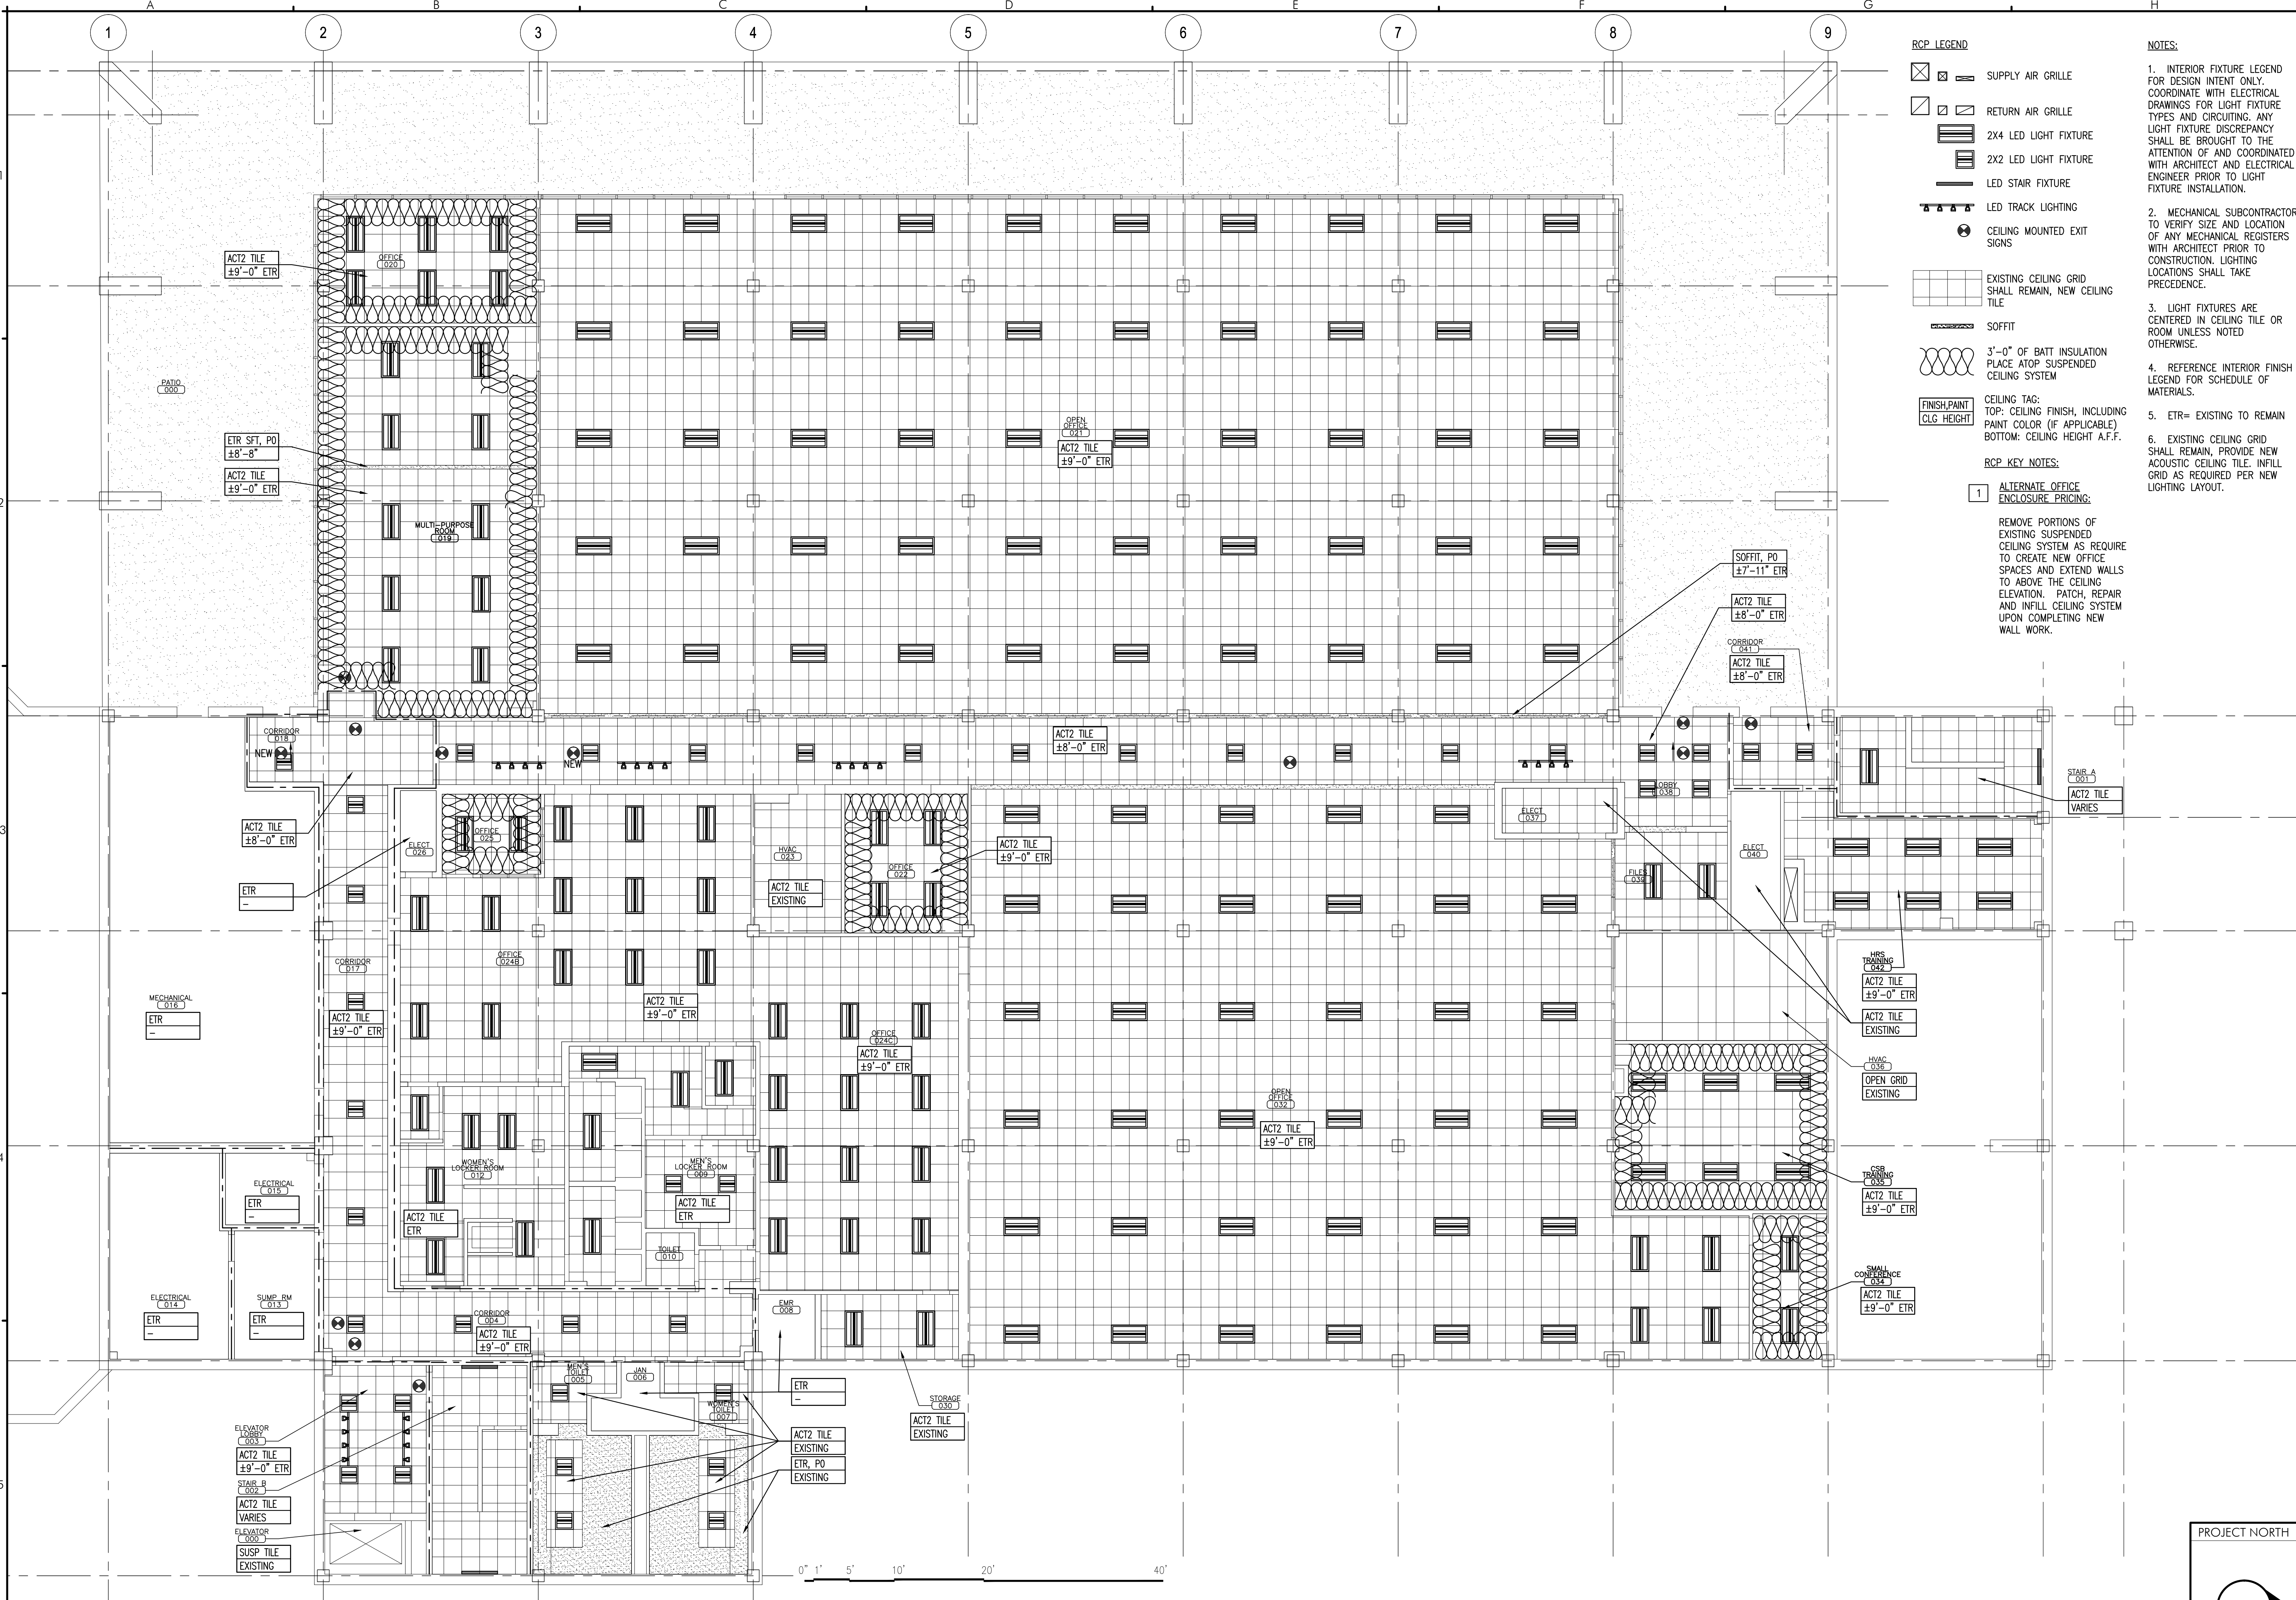 A B C D E F G H
1 2 3 4 5 6 7 8 9
1
2
3
4
5
RCP LEGEND
SUPPLY AIR GRILLE
RETURN AIR GRILLE
2X4 LED LIGHT FIXTURE
2X2 LED LIGHT FIXTURE
LED STAIR FIXTURE
LED TRACK LIGHTING
CEILING MOUNTED EXIT
SIGNS
EXISTING CEILING GRID
SHALL REMAIN, NEW CEILING
TILE
SOFFIT
3'-0" OF BATT INSULATION
PLACE ATOP SUSPENDED
CEILING SYSTEM
FINISH,PAINT
CLG HEIGHT
CEILING TAG:
TOP: CEILING FINISH, INCLUDING
PAINT COLOR (IF APPLICABLE)
BOTTOM: CEILING HEIGHT A.F.F.
RCP KEY NOTES:
1
ALTERNATE OFFICE
ENCLOSURE PRICING:
REMOVE PORTIONS OF
EXISTING SUSPENDED
CEILING SYSTEM AS REQUIRE
TO CREATE NEW OFFICE
SPACES AND EXTEND WALLS
TO ABOVE THE CEILING
ELEVATION. PATCH, REPAIR
AND INFILL CEILING SYSTEM
UPON COMPLETING NEW
WALL WORK.
NOTES:
1. INTERIOR FIXTURE LEGEND
FOR DESIGN INTENT ONLY.
COORDINATE WITH ELECTRICAL
DRAWINGS FOR LIGHT FIXTURE
TYPES AND CIRCUITING. ANY
LIGHT FIXTURE DISCREPANCY
SHALL BE BROUGHT TO THE
ATTENTION OF AND COORDINATED
WITH ARCHITECT AND ELECTRICAL
ENGINEER PRIOR TO LIGHT
FIXTURE INSTALLATION.
2. MECHANICAL SUBCONTRACTOR
TO VERIFY SIZE AND LOCATION
OF ANY MECHANICAL REGISTERS
WITH ARCHITECT PRIOR TO
CONSTRUCTION. LIGHTING
LOCATIONS SHALL TAKE
PRECEDENCE.
3. LIGHT FIXTURES ARE
CENTERED IN CEILING TILE OR
ROOM UNLESS NOTED
OTHERWISE.
4. REFERENCE INTERIOR FINISH
LEGEND FOR SCHEDULE OF
MATERIALS.
5. ETR= EXISTING TO REMAIN
6. EXISTING CEILING GRID
SHALL REMAIN, PROVIDE NEW
ACOUSTIC CEILING TILE. INFILL
GRID AS REQUIRED PER NEW
LIGHTING LAYOUT.
ACT2 TILE
±9'-0" ETR
OFFICE
020
PATIO
000
ETR SFT, P0
±8'-8"
ACT2 TILE
±9'-0" ETR
MULTI-PURPOSE
ROOM
019
OPEN
OFFICE
021
ACT2 TILE
±9'-0" ETR
SOFFIT, P0
±7'-11" ETR
ACT2 TILE
±8'-0" ETR
CORRIDOR
041
ACT2 TILE
±8'-0" ETR
CORRIDOR
018
NEW
NEW
ACT2 TILE
±8'-0" ETR
ACT2 TILE
±8'-0" ETR
STAIR A
001
ACT2 TILE
VARIES
LOBBY
038
ELECT
037
ELECT
026
OFFICE
025
HVAC
023
ACT2 TILE
EXISTING
OFFICE
022
ACT2 TILE
±9'-0" ETR
ELECT
040
FILES
039
ETR
-
OFFICE
024B
ACT2 TILE
±9'-0" ETR
CORRIDOR
017
ACT2 TILE
±9'-0" ETR
MECHANICAL
016
ETR
-
OFFICE
024C
ACT2 TILE
±9'-0" ETR
HRS
TRAINING
042
ACT2 TILE
±9'-0" ETR
ACT2 TILE
EXISTING
HVAC
036
OPEN GRID
EXISTING
OPEN
OFFICE
032
ACT2 TILE
±9'-0" ETR
WOMEN'S
LOCKER ROOM
012
ACT2 TILE
ETR
MEN'S
LOCKER ROOM
009
ACT2 TILE
ETR
TOILET
010
ELECTRICAL
015
ETR
-
CSB
TRAINING
035
ACT2 TILE
±9'-0" ETR
SMALL
CONFERENCE
034
ACT2 TILE
±9'-0" ETR
ELECTRICAL
014
ETR
-
SUMP RM
013
ETR
-
CORRIDOR
004
ACT2 TILE
±9'-0" ETR
EMR
008
MEN'S
TOILET
005
JAN
006
WOMEN'S
TOILET
007
ETR
-
STORAGE
030
ACT2 TILE
EXISTING
ACT2 TILE
EXISTING
ETR, P0
EXISTING
ELEVATOR
LOBBY
003
ACT2 TILE
±9'-0" ETR
STAIR B
002
ACT2 TILE
VARIES
ELEVATOR
000
SUSP TILE
EXISTING
0" 1' 5' 10' 20' 40'
PROJECT NORTH